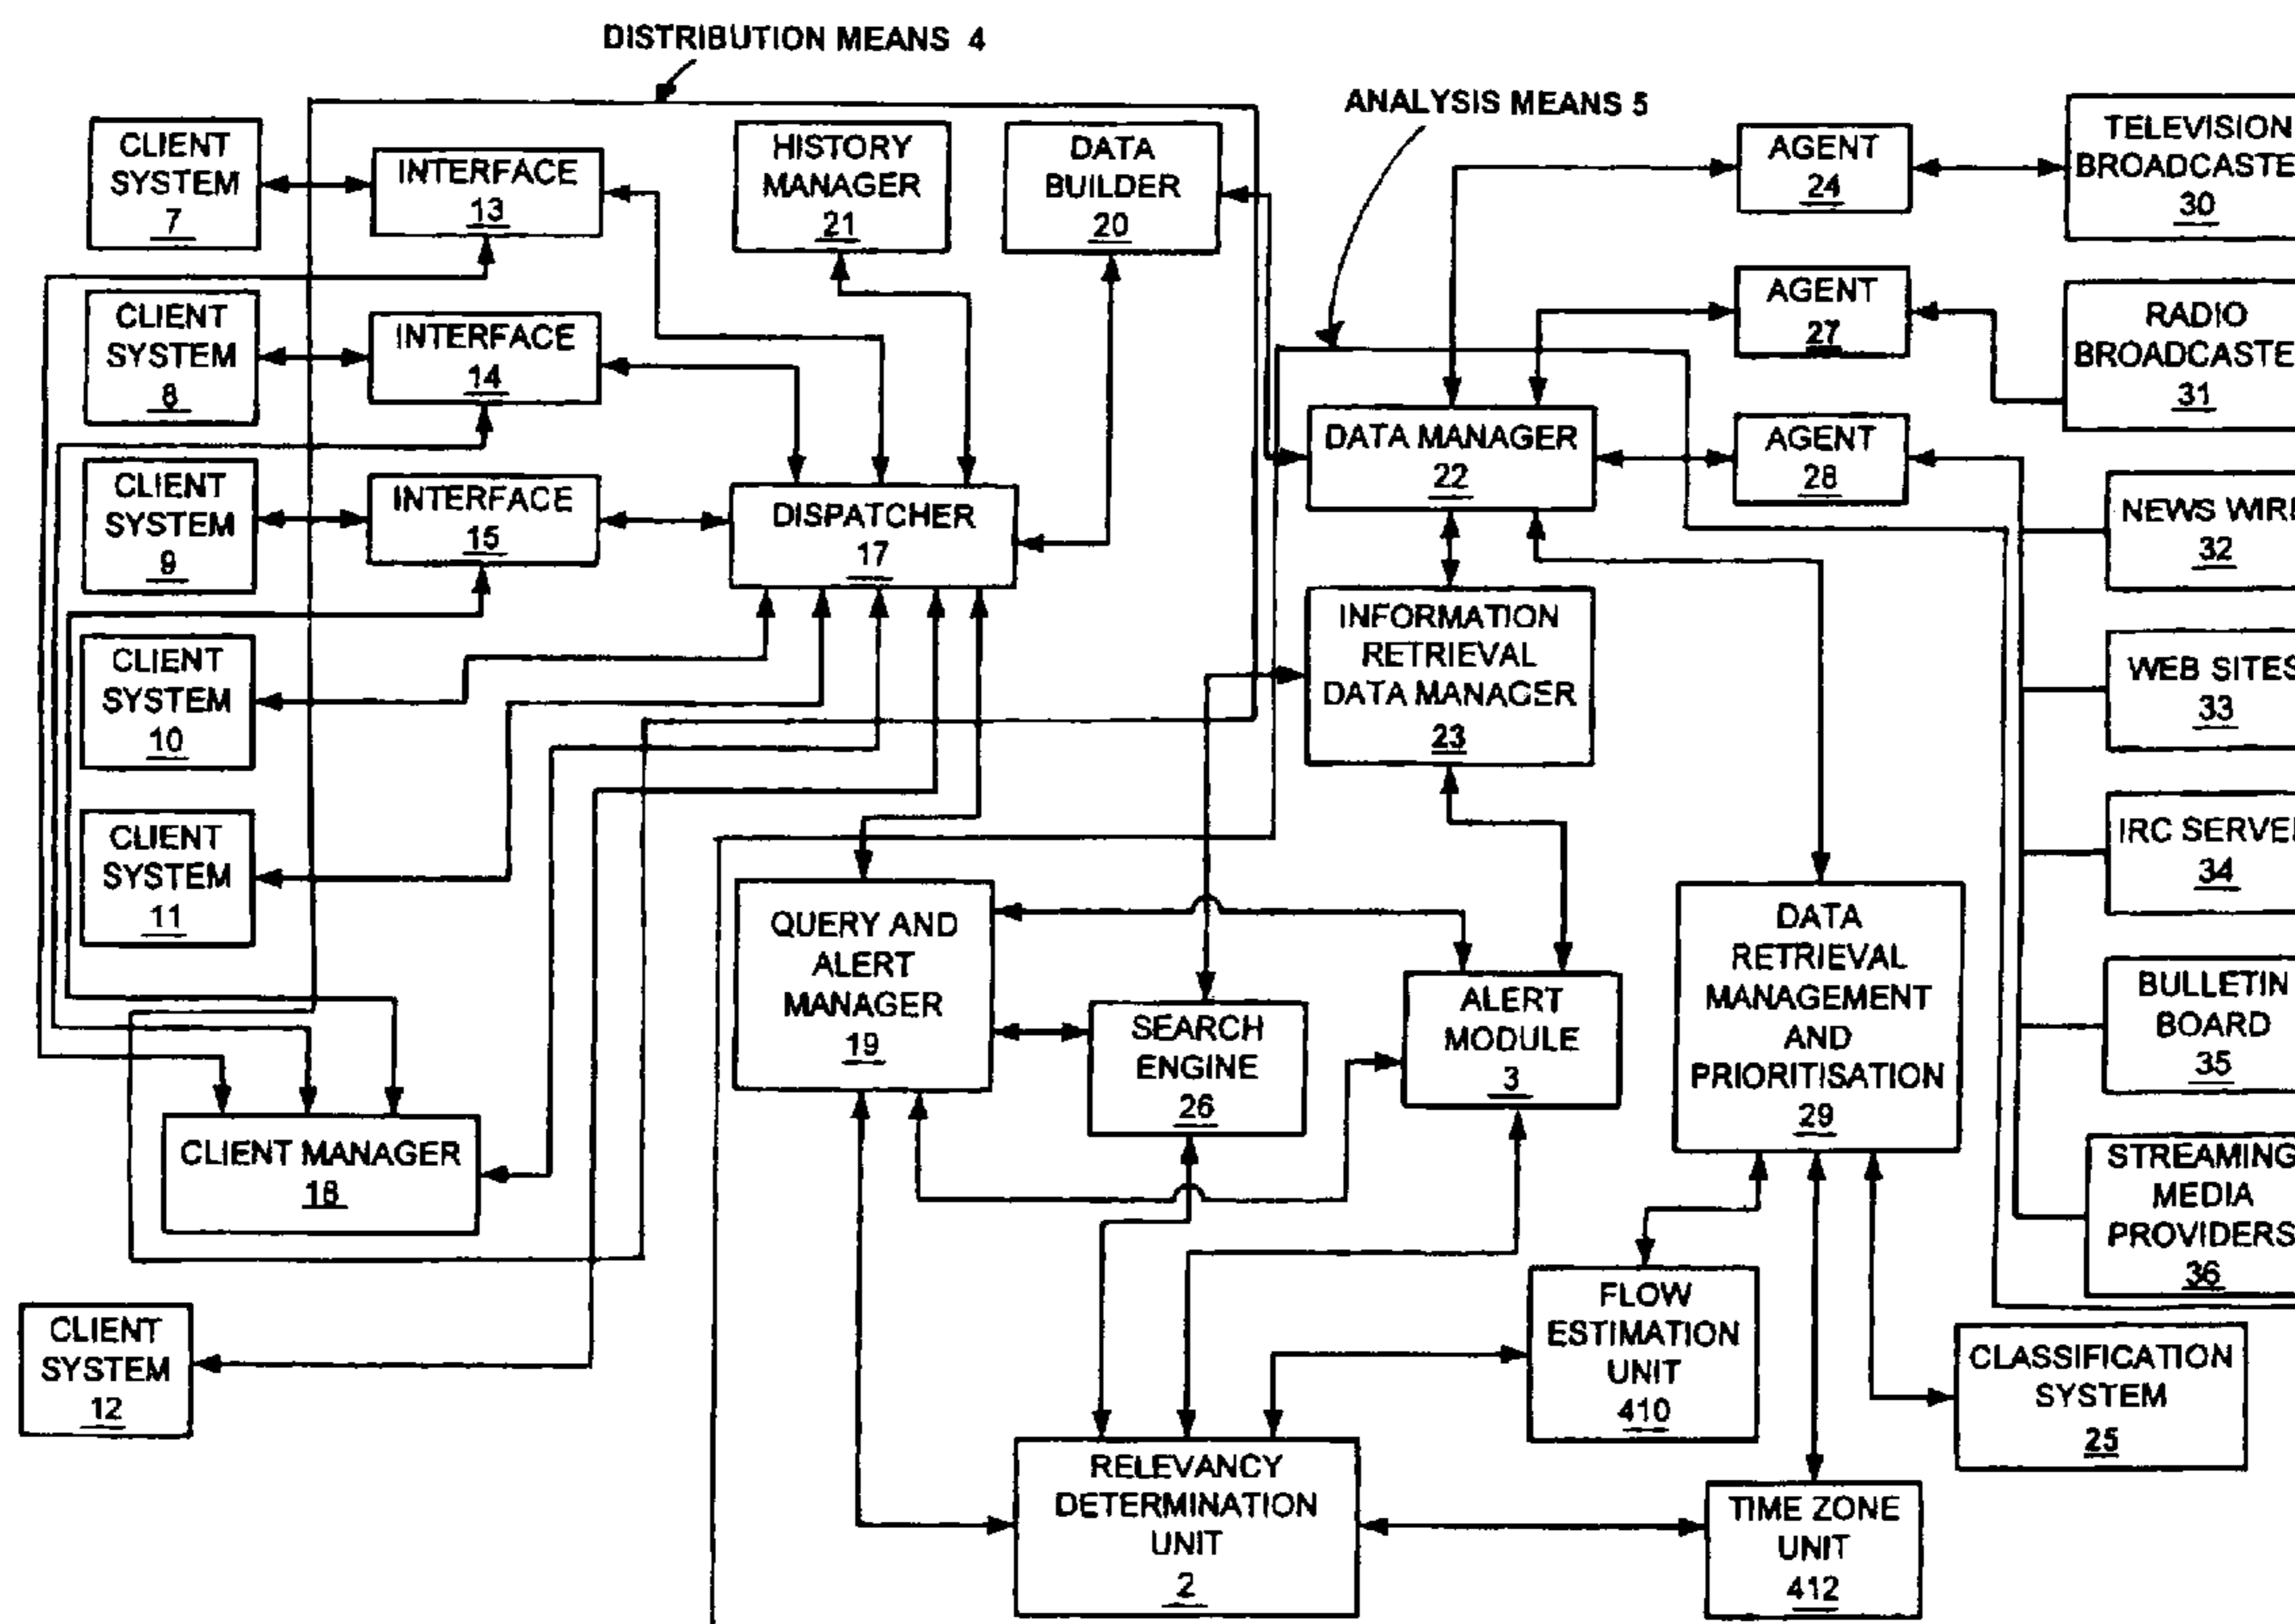 DISTRIBUTION MEANS 4
ANALYSIS MEANS 5
CLIENT
SYSTEM
7
INTERFACE
13
HISTORY
MANAGER
21
DATA
BUILDER
20
AGENT
24
TELEVISION
BROADCASTE
30
CLIENT
SYSTEM
8
INTERFACE
14
AGENT
27
RADIO
BROADCASTE
31
CLIENT
SYSTEM
9
INTERFACE
15
DISPATCHER
17
DATA MANAGER
22
AGENT
28
NEWS WIR
32
CLIENT
SYSTEM
10
INFORMATION
RETRIEVAL
DATA MANAGER
23
WEB SITES
33
CLIENT
SYSTEM
11
QUERY AND
ALERT
MANAGER
19
SEARCH
ENGINE
26
ALERT
MODULE
3
DATA
RETRIEVAL
MANAGEMENT
AND
PRIORITISATION
29
IRC SERVE
34
BULLETIN
BOARD
35
CLIENT MANAGER
18
STREAMING
MEDIA
PROVIDERS
36
CLIENT
SYSTEM
12
FLOW
ESTIMATION
UNIT
410
CLASSIFICATION
SYSTEM
25
RELEVANCY
DETERMINATION
UNIT
2
TIME ZONE
UNIT
412